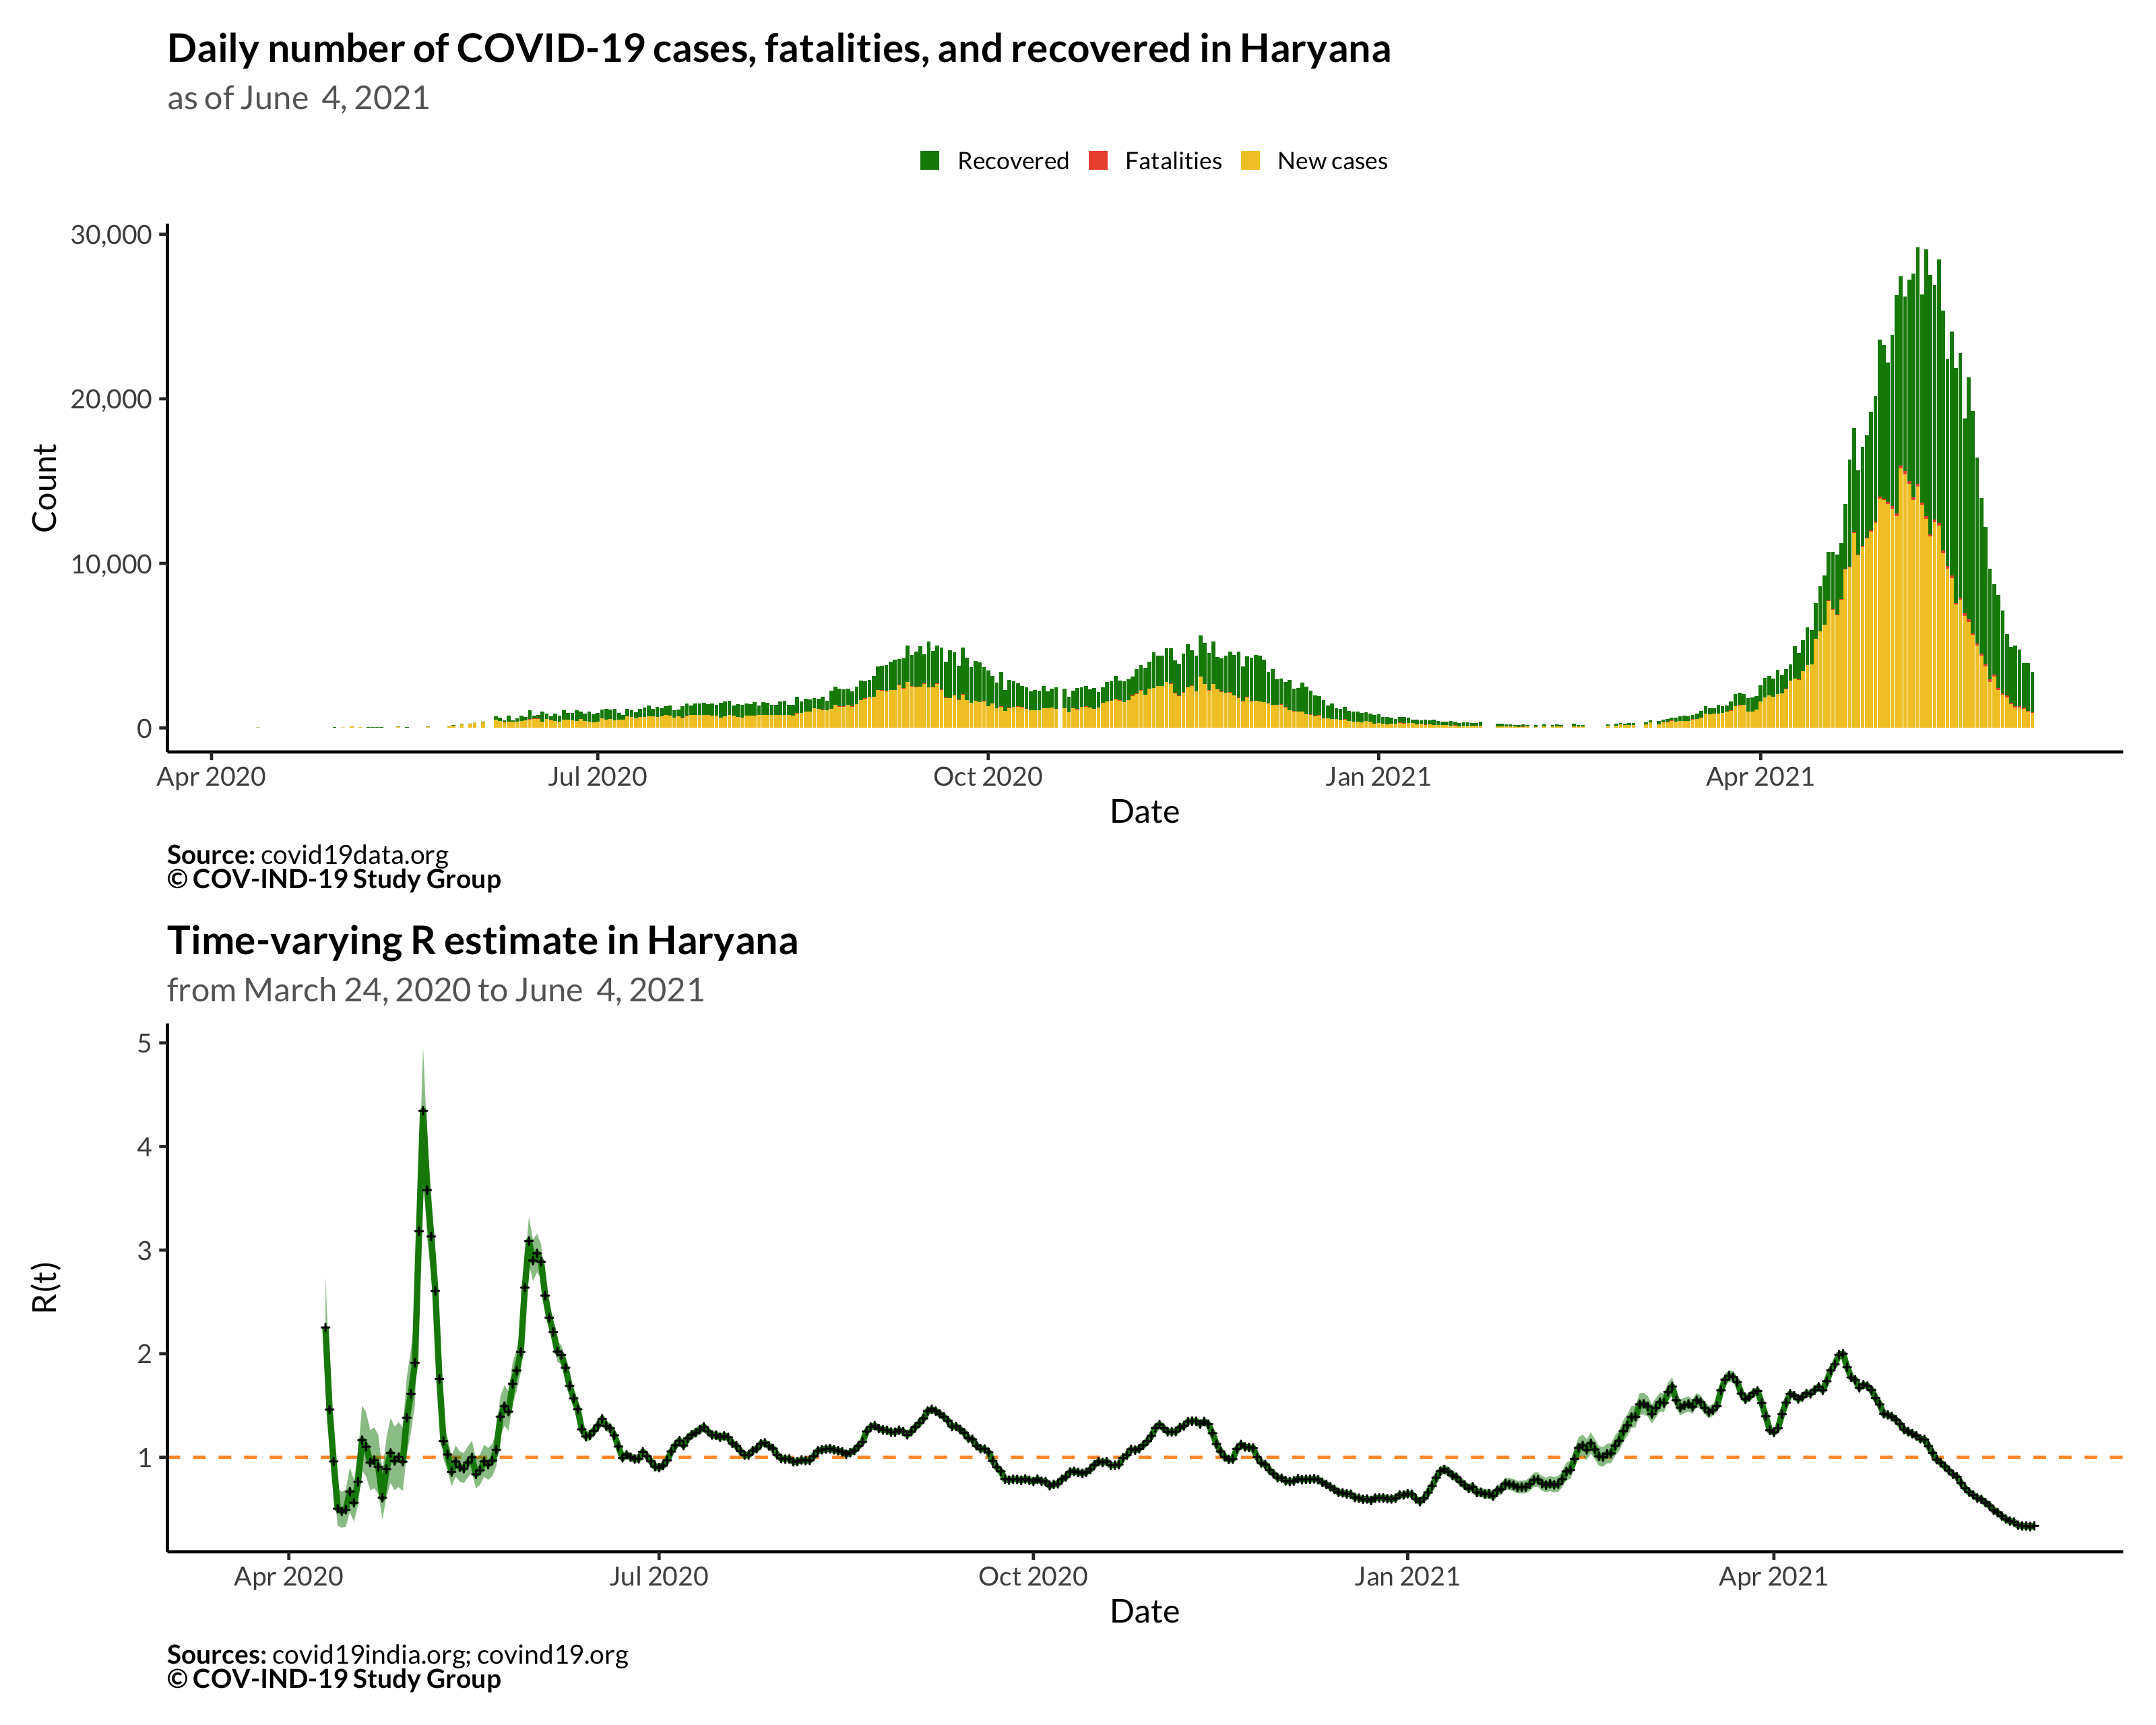 Daily number of COVID-19 cases, fatalities, and recovered in Haryana
as of June  4, 2021
Recovered Fatalities New cases
30,000
20,000
10,000
0
Count
Apr 2020 Jul 2020 Oct 2020 Jan 2021 Apr 2021
Date
Source: covid19data.org
© COV-IND-19 Study Group
Time-varying R estimate in Haryana
from March 24, 2020 to June  4, 2021
5
4
3
2
1
R(t)
Apr 2020 Jul 2020 Oct 2020 Jan 2021 Apr 2021
Date
Sources: covid19india.org; covind19.org
© COV-IND-19 Study Group